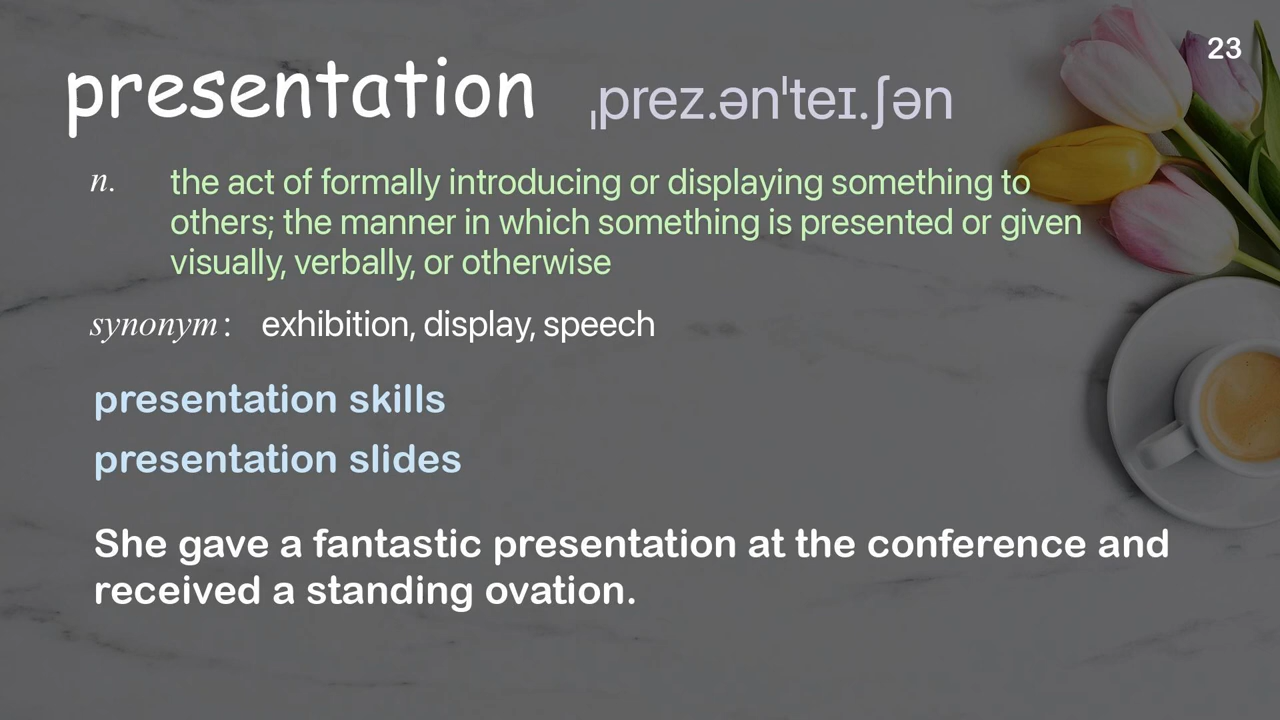 23
presentation ˌprez.ənˈteɪ.ʃən
n. the act of formally introducing or displaying something to
others; the manner in which something is presented or given
visually, verbally, or otherwise
synonym: exhibition, display, speech
presentation skills
presentation slides
She gave a fantastic presentation at the conference and
received a standing ovation.